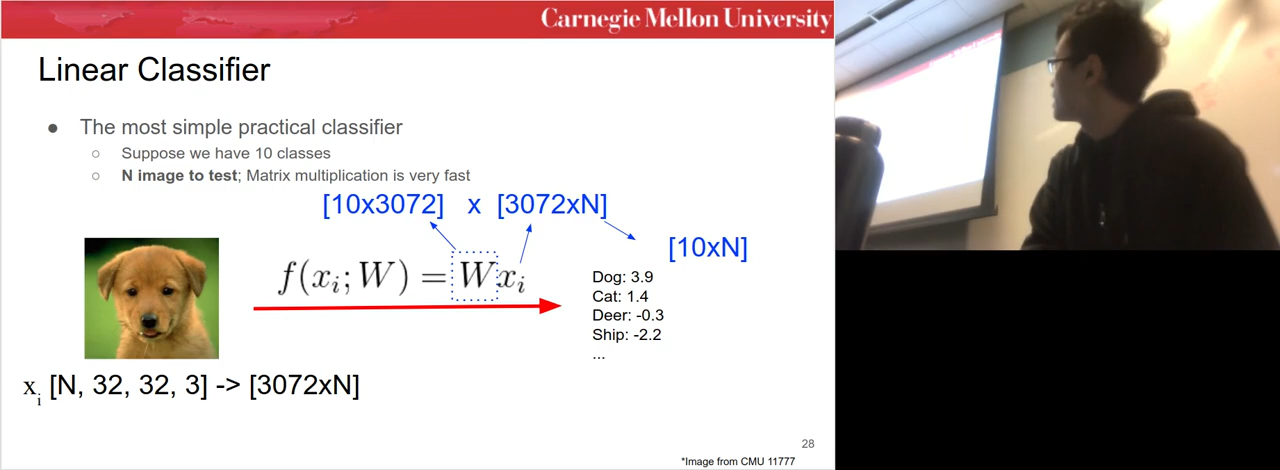 Carnegie Mellon University
Linear Classifier
● The most simple practical classifier
○ Suppose we have 10 classes
○ N image to test; Matrix multiplication is very fast
[10x3072] x [3072xN]
[10xN]
f(xᵢ; W) = Wxᵢ
Dog: 3.9
Cat: 1.4
Deer: -0.3
Ship: -2.2
...
xᵢ [N, 32, 32, 3] -> [3072xN]
28
*Image from CMU 11777